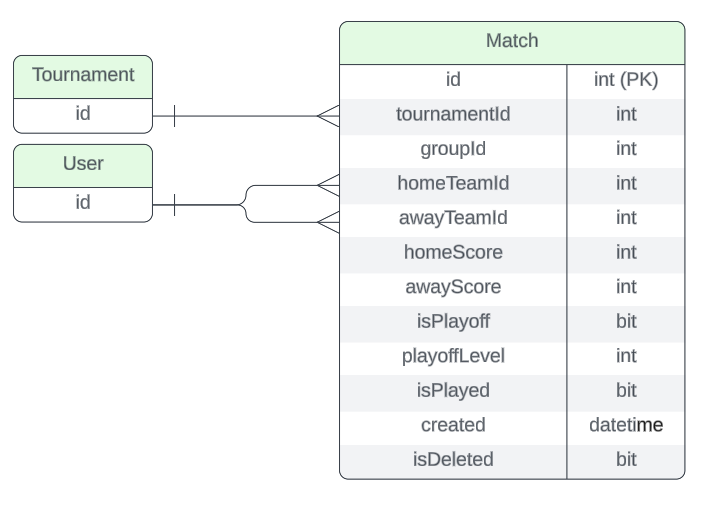 Tournament
id
User
id
Match
id int (PK)
tournamentId int
groupId int
homeTeamId int
awayTeamId int
homeScore int
awayScore int
isPlayoff bit
playoffLevel int
isPlayed bit
created datetime
isDeleted bit